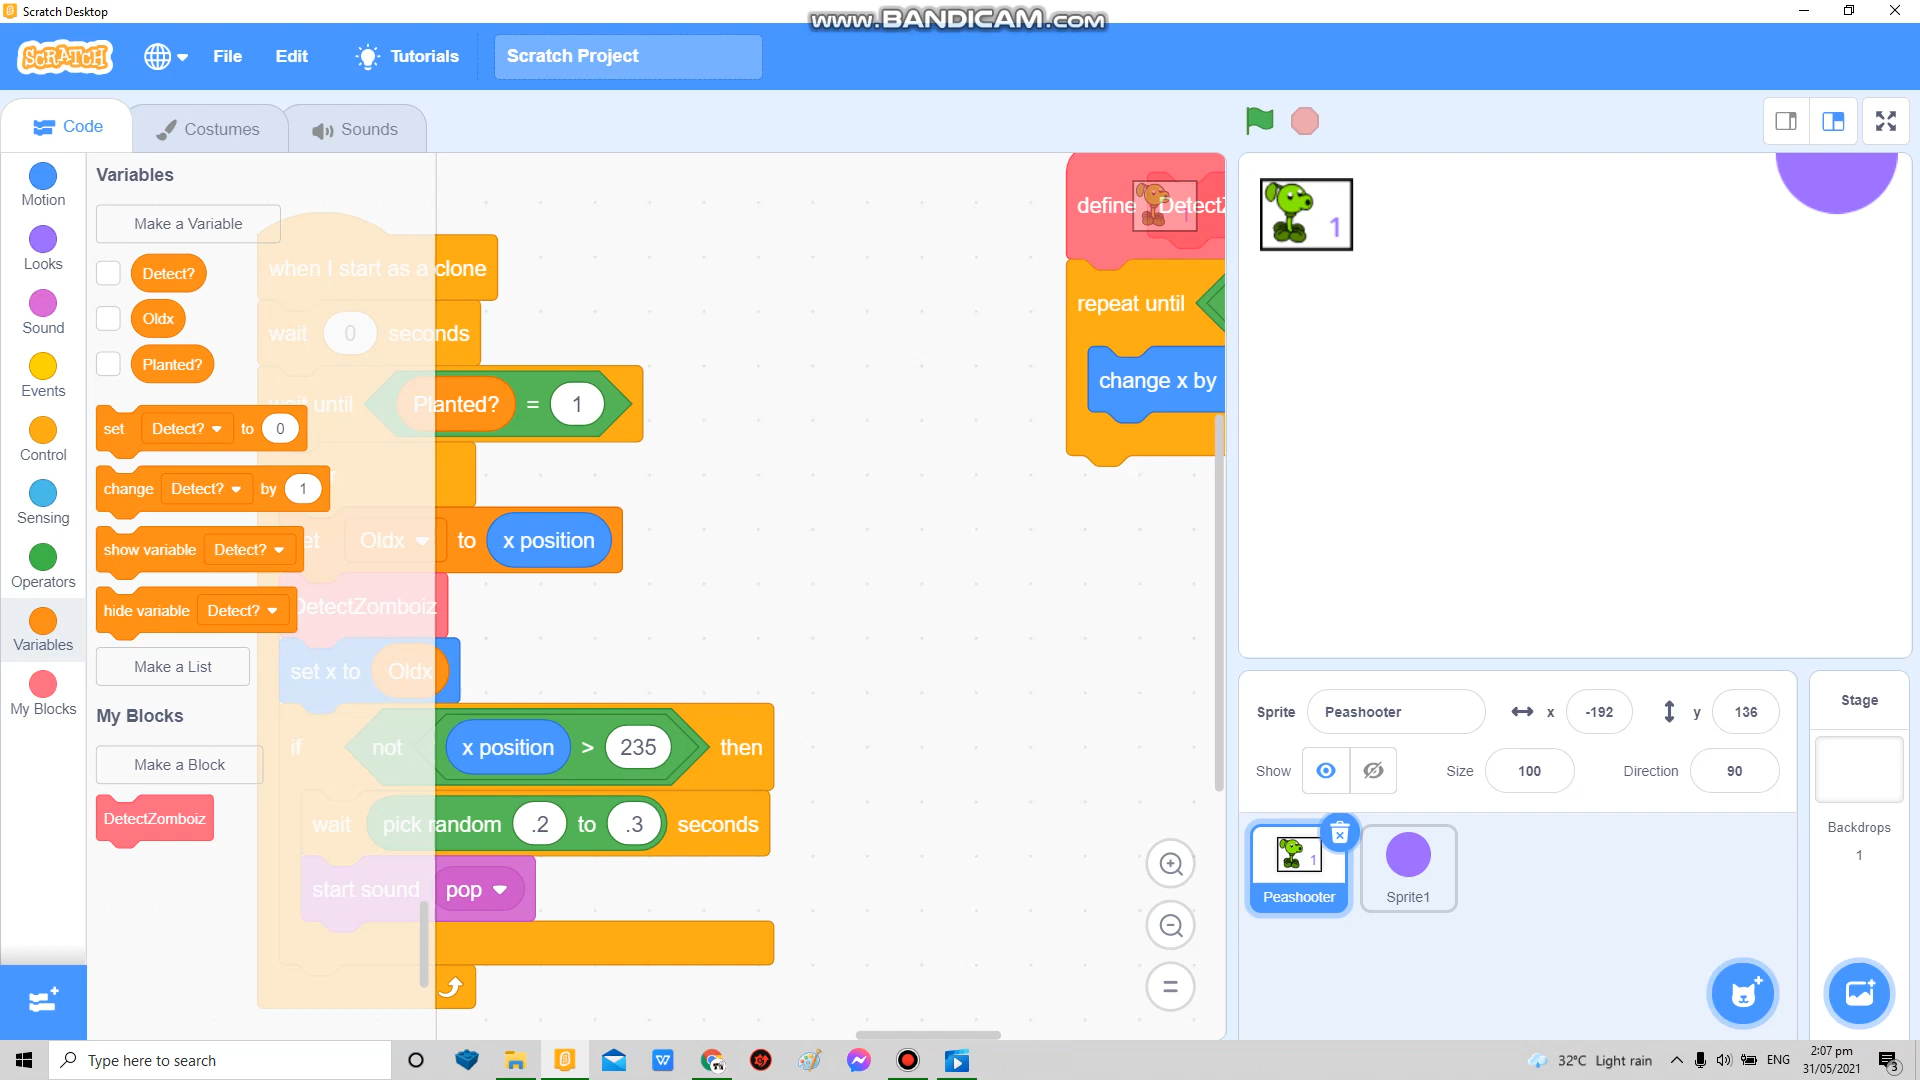 Scratch Desktop
www.BANDICAM.com
SCRATCH
File
Edit
Tutorials
Scratch Project
Code
Costumes
Sounds
Motion
Looks
Sound
Events
Control
Sensing
Operators
Variables
My Blocks
Variables
Make a Variable
Detect?
Oldx
Planted?
set Detect? to 0
change Detect? by 1
show variable Detect?
hide variable Detect?
Make a List
My Blocks
Make a Block
DetectZomboiz
when I start as a clone
wait 0 seconds
wait until Planted? = 1
set Oldx to x position
DetectZomboiz
set x to Oldx
if not x position > 235 then
wait pick random .2 to .3 seconds
start sound pop
define DetectZ
repeat until
change x by
1
Sprite Peashooter x -192 y 136
Show Size 100 Direction 90
1
Peashooter
Sprite1
Stage
Backdrops
1
Type here to search
32°C Light rain
ENG
2:07 pm
31/05/2021
3